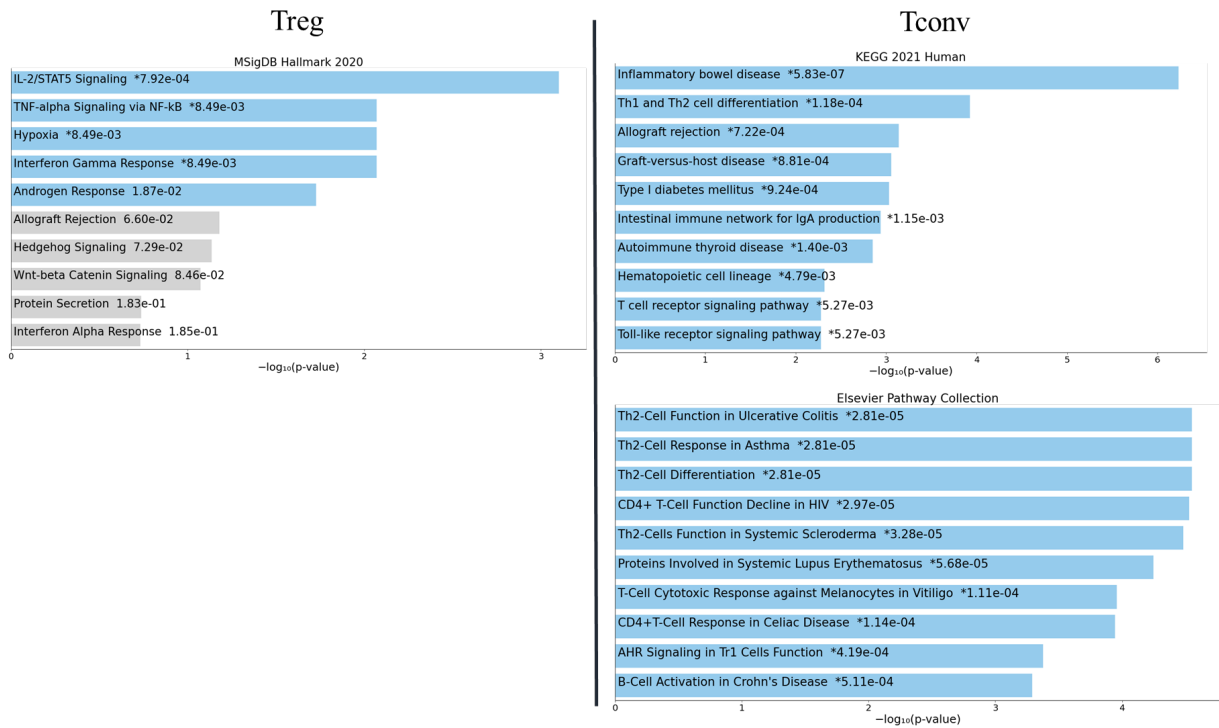 Treg
MSigDB Hallmark 2020
IL-2/STAT5 Signaling *7.92e-04
TNF-alpha Signaling via NF-kB *8.49e-03
Hypoxia *8.49e-03
Interferon Gamma Response *8.49e-03
Androgen Response 1.87e-02
Allograft Rejection 6.60e-02
Hedgehog Signaling 7.29e-02
Wnt-beta Catenin Signaling 8.46e-02
Protein Secretion 1.83e-01
Interferon Alpha Response 1.85e-01
0 1 2 3
−log₁₀(p-value)
Tconv
KEGG 2021 Human
Inflammatory bowel disease *5.83e-07
Th1 and Th2 cell differentiation *1.18e-04
Allograft rejection *7.22e-04
Graft-versus-host disease *8.81e-04
Type I diabetes mellitus *9.24e-04
Intestinal immune network for IgA production *1.15e-03
Autoimmune thyroid disease *1.40e-03
Hematopoietic cell lineage *4.79e-03
T cell receptor signaling pathway *5.27e-03
Toll-like receptor signaling pathway *5.27e-03
0 1 2 3 4 5 6
−log₁₀(p-value)
Elsevier Pathway Collection
Th2-Cell Function in Ulcerative Colitis *2.81e-05
Th2-Cell Response in Asthma *2.81e-05
Th2-Cell Differentiation *2.81e-05
CD4+ T-Cell Function Decline in HIV *2.97e-05
Th2-Cells Function in Systemic Scleroderma *3.28e-05
Proteins Involved in Systemic Lupus Erythematosus *5.68e-05
T-Cell Cytotoxic Response against Melanocytes in Vitiligo *1.11e-04
CD4+T-Cell Response in Celiac Disease *1.14e-04
AHR Signaling in Tr1 Cells Function *4.19e-04
B-Cell Activation in Crohn's Disease *5.11e-04
0 1 2 3 4
−log₁₀(p-value)